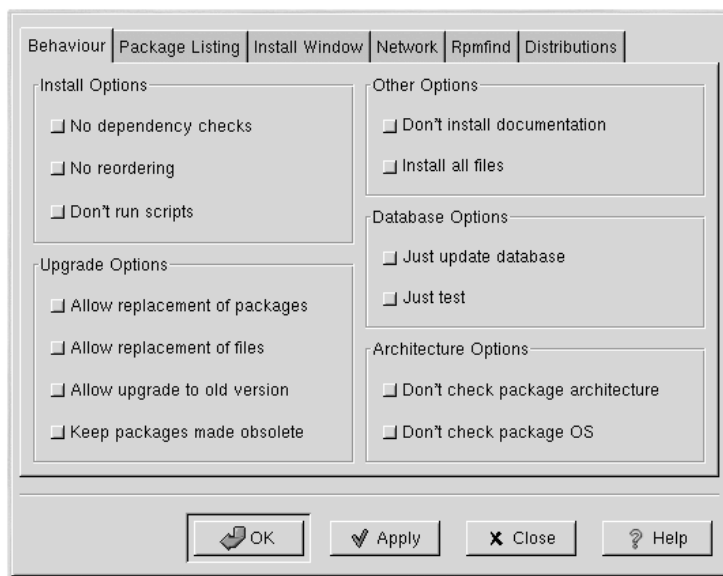 Behaviour
Package Listing
Install Window
Network
Rpmfind
Distributions
Install Options
No dependency checks
No reordering
Don't run scripts
Upgrade Options
Allow replacement of packages
Allow replacement of files
Allow upgrade to old version
Keep packages made obsolete
Other Options
Don't install documentation
Install all files
Database Options
Just update database
Just test
Architecture Options
Don't check package architecture
Don't check package OS
OK
Apply
Close
Help